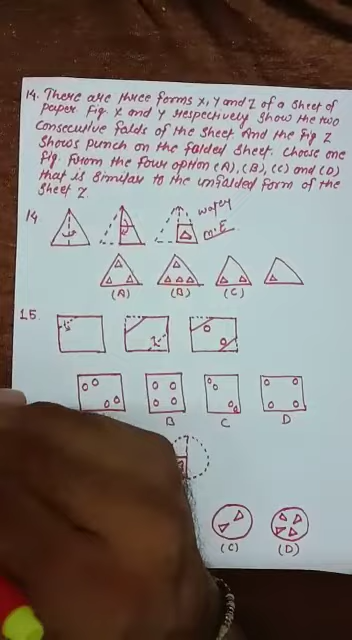 14. There are three forms X, Y and Z of a Sheet of
paper. Fig. X and Y respectively show the two
Consecutive folds of the sheet and the fig Z
Shows punch on the folded sheet. Choose one
fig. from the four option (A), (B), (C) and (D)
that is similar to the unfolded form of the
Sheet Z.
14
(A) (B) (C)
15.
B C D
(C) (D)